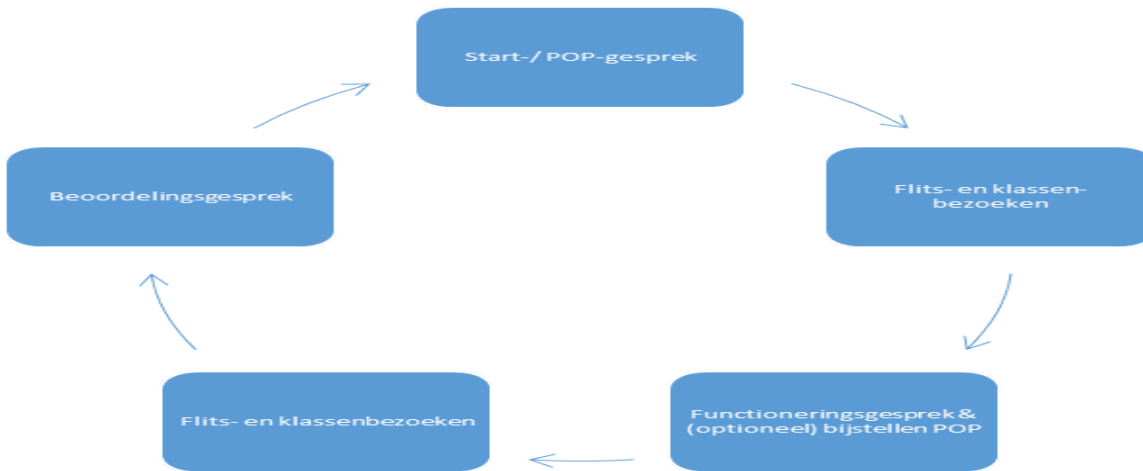 Start-/ POP-gesprek
Flits- en klassen-
bezoeken
Functioneringsgesprek &
(optioneel) bijstellen POP
Flits- en klassenbezoeken
Beoordelingsgesprek